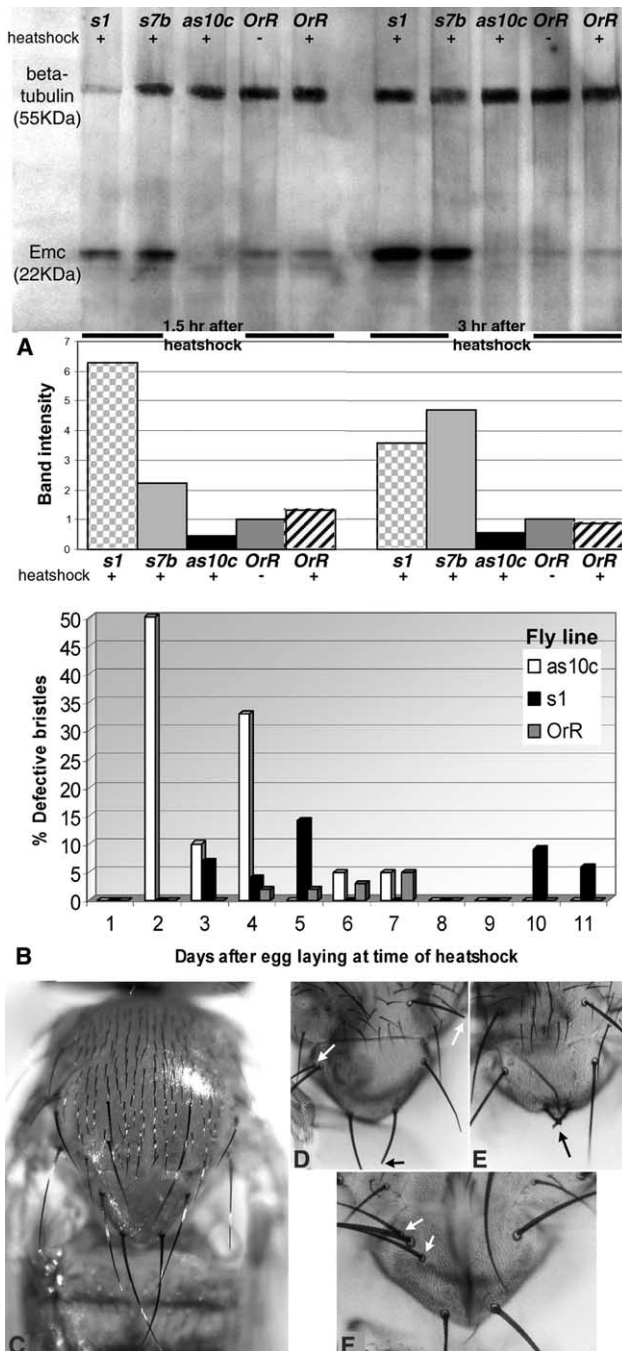 s1 s7b as10c OrR OrR s1 s7b as10c OrR OrR
heatshock + + + - + + + + - +
beta-
tubulin
(55KDa)
Emc
(22KDa)
1.5 hr after
heatshock
3 hr after
heatshock
A
Band intensity
7
6
5
4
3
2
1
0
s1 s7b as10c OrR OrR s1 s7b as10c OrR OrR
heatshock + + + - + + + + - +
% Defective bristles
50
45
40
35
30
25
20
15
10
5
0
Fly line
as10c
s1
OrR
1 2 3 4 5 6 7 8 9 10 11
B
Days after egg laying at time of heatshock
C
D
E
F